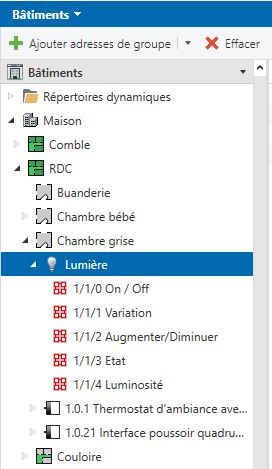 Bâtiments
Ajouter adresses de groupe
Effacer
Bâtiments
Répertoires dynamiques
Maison
Comble
RDC
Buanderie
Chambre bébé
Chambre grise
Lumière
1/1/0 On / Off
1/1/1 Variation
1/1/2 Augmenter/Diminuer
1/1/3 Etat
1/1/4 Luminosité
1.0.1 Thermostat d'ambiance ave...
1.0.21 Interface poussoir quadru...
Couloire